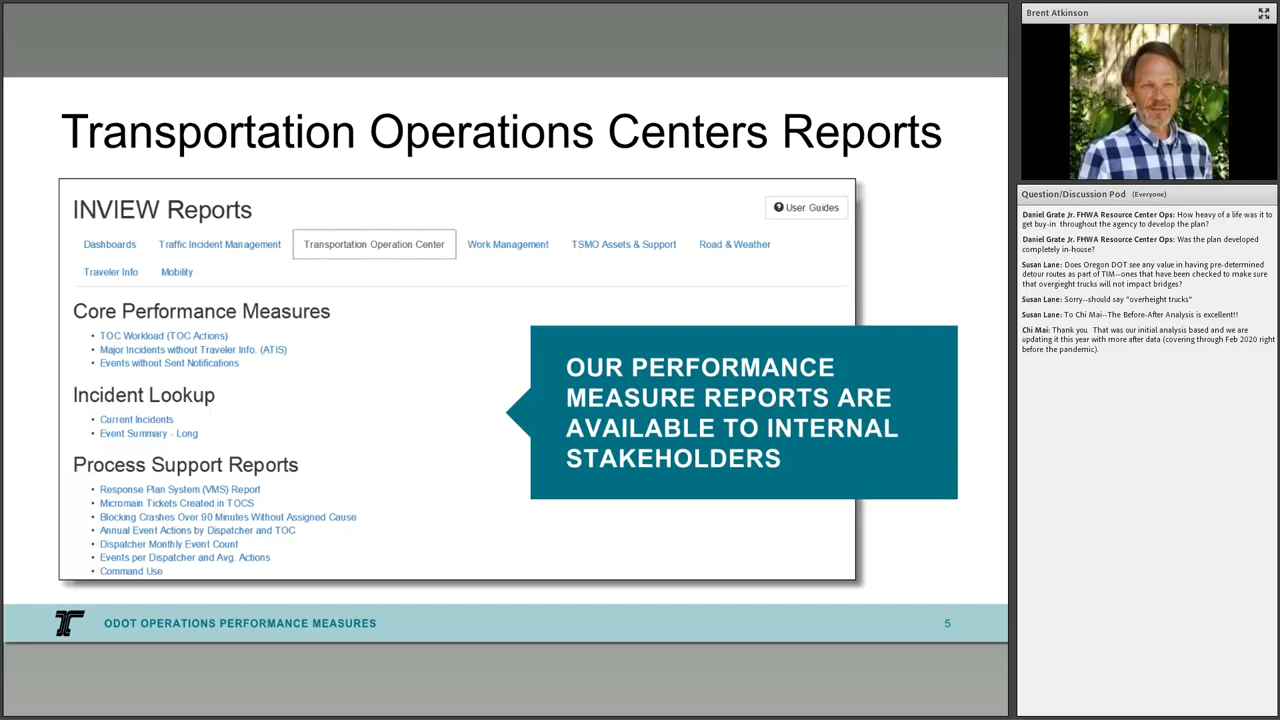 Transportation Operations Centers Reports
INVIEW Reports
User Guides
Dashboards Traffic Incident Management Transportation Operation Center Work Management TSMO Assets & Support Road & Weather
Traveler Info Mobility
Core Performance Measures
• TOC Workload (TOC Actions)
• Major Incidents without Traveler Info. (ATIS)
• Events without Sent Notifications
Incident Lookup
• Current Incidents
• Event Summary - Long
Process Support Reports
• Response Plan System (VMS) Report
• Micromain Tickets Created in TOCS
• Blocking Crashes Over 90 Minutes Without Assigned Cause
• Annual Event Actions by Dispatcher and TOC
• Dispatcher Monthly Event Count
• Events per Dispatcher and Avg. Actions
• Command Use
OUR PERFORMANCE
MEASURE REPORTS ARE
AVAILABLE TO INTERNAL
STAKEHOLDERS
ODOT OPERATIONS PERFORMANCE MEASURES
5
Brent Atkinson
Question/Discussion Pod (Everyone)
Daniel Grate Jr. FHWA Resource Center Ops: How heavy of a life was it to
get buy-in throughout the agency to develop the plan?
Daniel Grate Jr. FHWA Resource Center Ops: Was the plan developed
completely in-house?
Susan Lane: Does Oregon DOT see any value in having pre-determined
detour routes as part of TIM--ones that have been checked to make sure
that overgieght trucks will not impact bridges?
Susan Lane: Sorry--should say "overheight trucks"
Susan Lane: To Chi Mai--The Before-After Analysis is excellent!!
Chi Mai: Thank you. That was our initial analysis based and we are
updating it this year with more after data (covering through Feb 2020 right
before the pandemic).